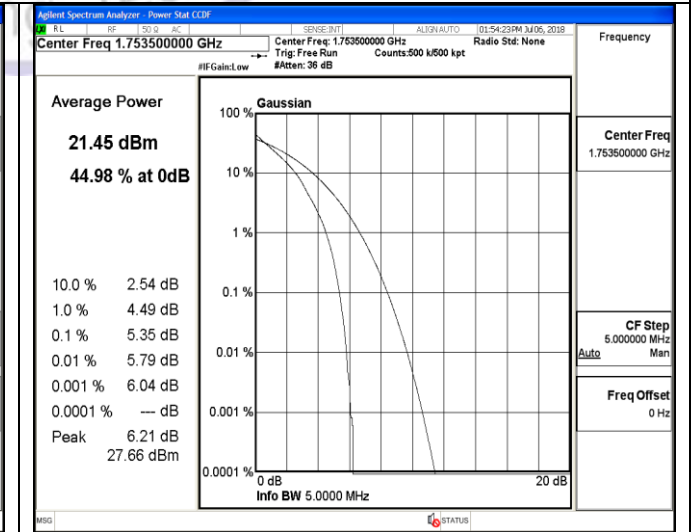 Agilent Spectrum Analyzer - Power Stat CCDF
RL RF 50 Ω AC SENSE:INT ALIGN AUTO 01:54:23PM Jul 06, 2018
Center Freq 1.753500000 GHz
Center Freq: 1.753500000 GHz Radio Std: None
Trig: Free Run Counts:500 k/500 kpt
#IFGain:Low #Atten: 36 dB
Frequency
Average Power
21.45 dBm
44.98 % at 0dB
10.0 % 2.54 dB
1.0 % 4.49 dB
0.1 % 5.35 dB
0.01 % 5.79 dB
0.001 % 6.04 dB
0.0001 % --- dB
Peak 6.21 dB
27.66 dBm
Gaussian
100 %
10 %
1 %
0.1 %
0.01 %
0.001 %
0.0001 %
0 dB 20 dB
Info BW 5.0000 MHz
Center Freq
1.753500000 GHz
CF Step
5.000000 MHz
Auto Man
Freq Offset
0 Hz
MSG STATUS